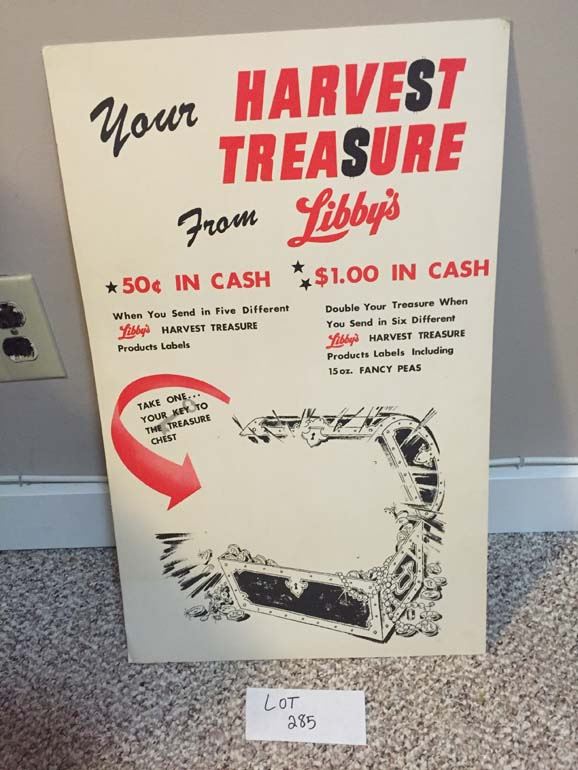 Your HARVEST
TREASURE
From Libby's
★ 50¢ IN CASH
When You Send in Five Different
Libby's HARVEST TREASURE
Products Labels
★★ $1.00 IN CASH
Double Your Treasure When
You Send in Six Different
Libby's HARVEST TREASURE
Products Labels Including
15 oz. FANCY PEAS
TAKE ONE...
YOUR KEY TO
THE TREASURE
CHEST
LOT
285